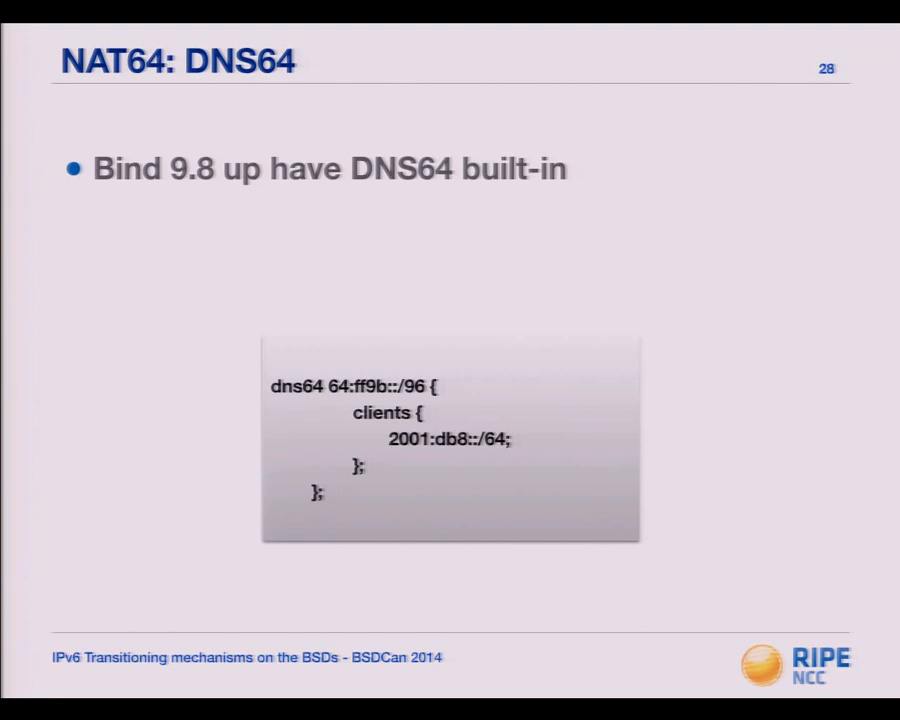 NAT64: DNS64
28
• Bind 9.8 up have DNS64 built-in
dns64 64:ff9b::/96 {
clients {
2001:db8::/64;
};
};
IPv6 Transitioning mechanisms on the BSDs - BSDCan 2014
RIPE
NCC